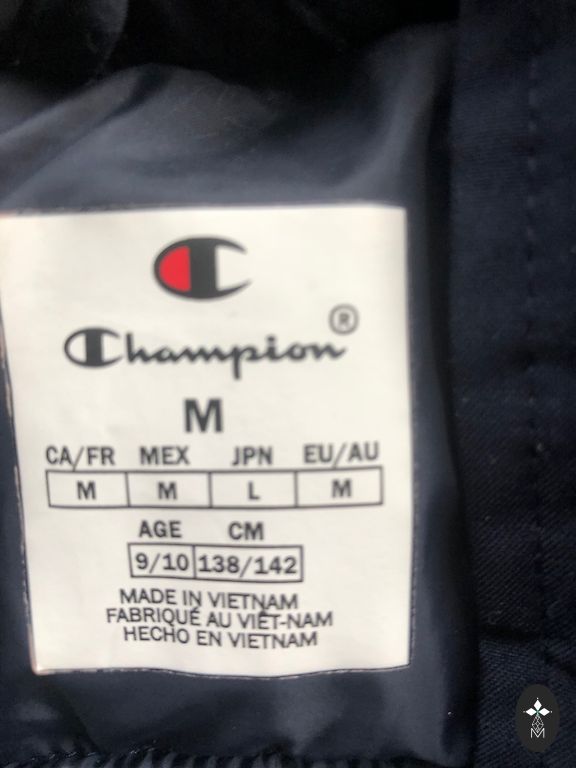 Champion®
M
CA/FR MEX JPN EU/AU
M M L M
AGE CM
9/10 138/142
MADE IN VIETNAM
FABRIQUÉ AU VIÊT-NAM
HECHO EN VIETNAM
M